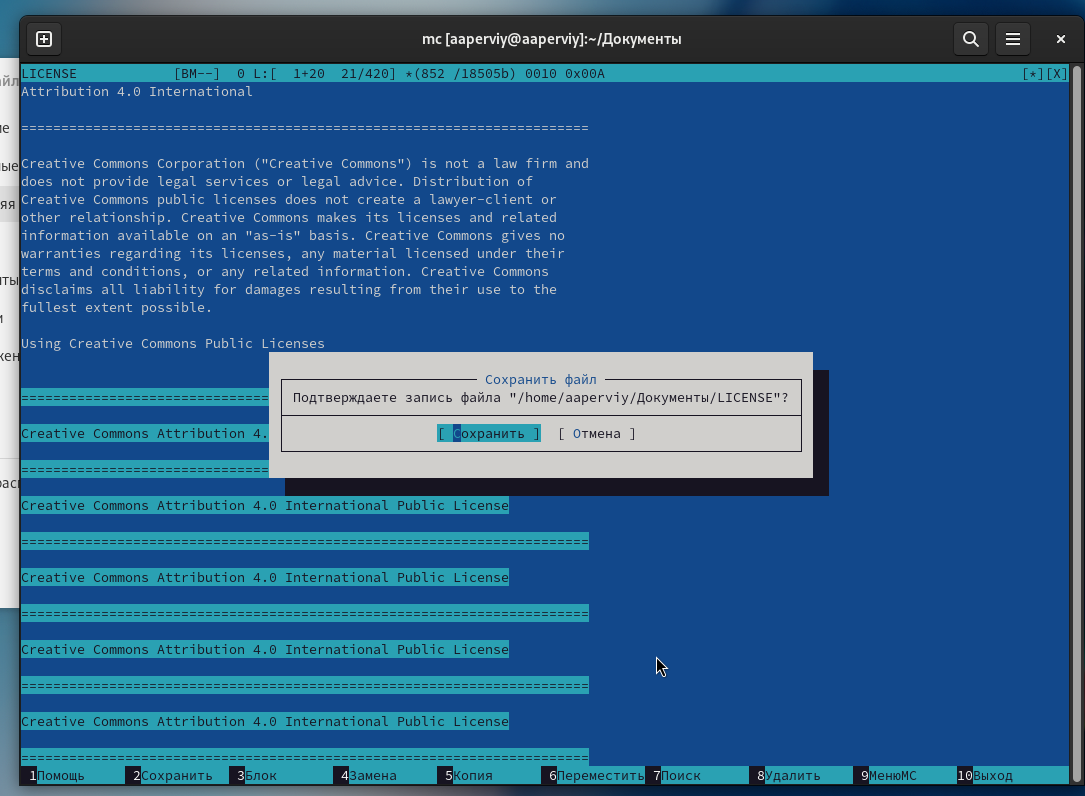 mc [aaperviy@aaperviy]:~/Документы
LICENSE [BM--] 0 L:[ 1+20 21/420] *(852 /18505b) 0010 0x00A [*][X]
Attribution 4.0 International
=======================================================================
Creative Commons Corporation ("Creative Commons") is not a law firm and
does not provide legal services or legal advice. Distribution of
Creative Commons public licenses does not create a lawyer-client or
other relationship. Creative Commons makes its licenses and related
information available on an "as-is" basis. Creative Commons gives no
warranties regarding its licenses, any material licensed under their
terms and conditions, or any related information. Creative Commons
disclaims all liability for damages resulting from their use to the
fullest extent possible.
Using Creative Commons Public Licenses
===============================
Сохранить файл
Подтверждаете запись файла "/home/aaperviy/Документы/LICENSE"?
[ Сохранить ] [ Отмена ]
Creative Commons Attribution 4.
===============================
Creative Commons Attribution 4.0 International Public License
=======================================================================
Creative Commons Attribution 4.0 International Public License
=======================================================================
Creative Commons Attribution 4.0 International Public License
=======================================================================
Creative Commons Attribution 4.0 International Public License
=======================================================================
1Помощь 2Сохранить 3Блок 4Замена 5Копия 6Переместить 7Поиск 8Удалить 9МенюMC 10Выход